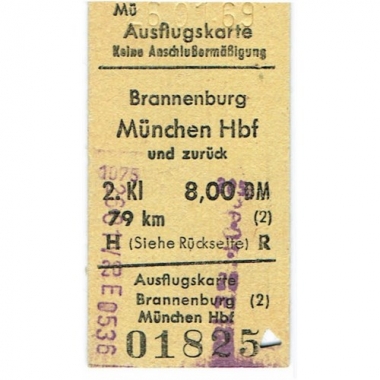 Mü
Ausflugskarte
Keine Anschlußermäßigung
Brannenburg
München Hbf
und zurück
2. Kl 8,00 DM
79 km (2)
H (Siehe Rückseite) R
Ausflugskarte
Brannenburg (2)
München Hbf
01825